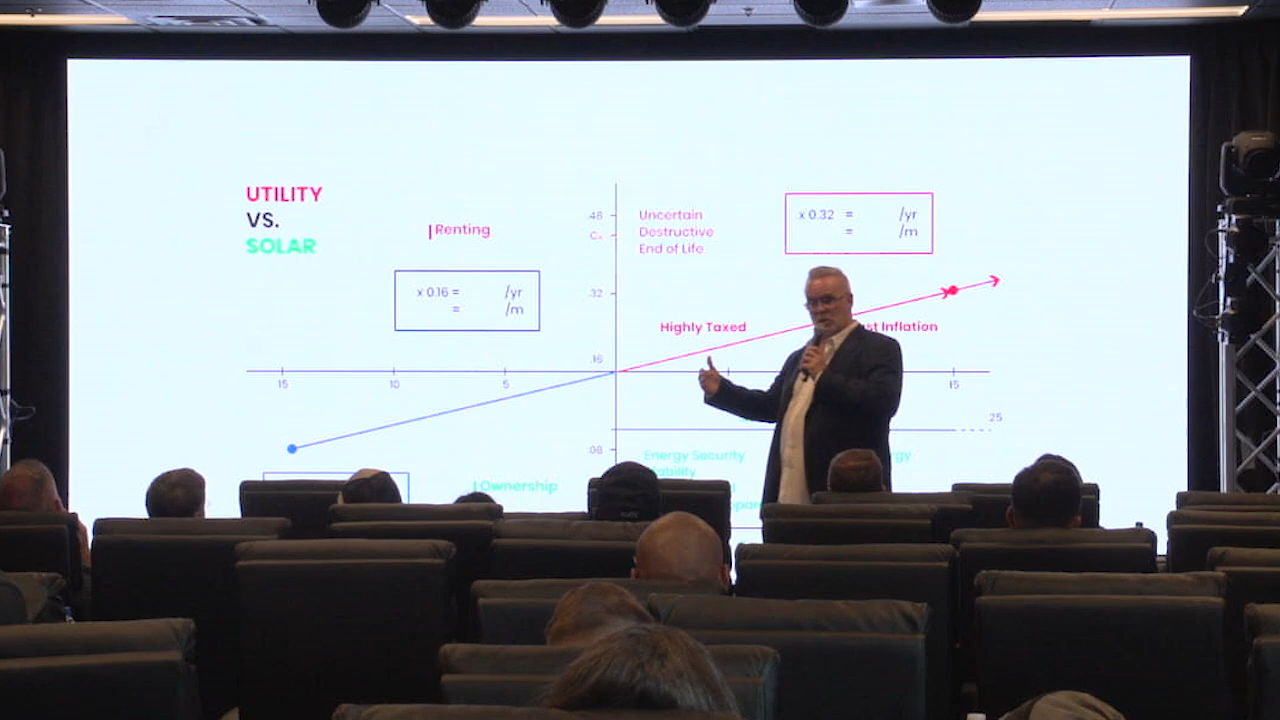 UTILITY
VS.
SOLAR
Renting
x 0.16 = /yr
= /m
.48
.32
.16
.08
Uncertain
Destructive
End of Life
x 0.32 = /yr
= /m
Highly Taxed
st Inflation
15
10
5
15
25
Energy Security
Ownership